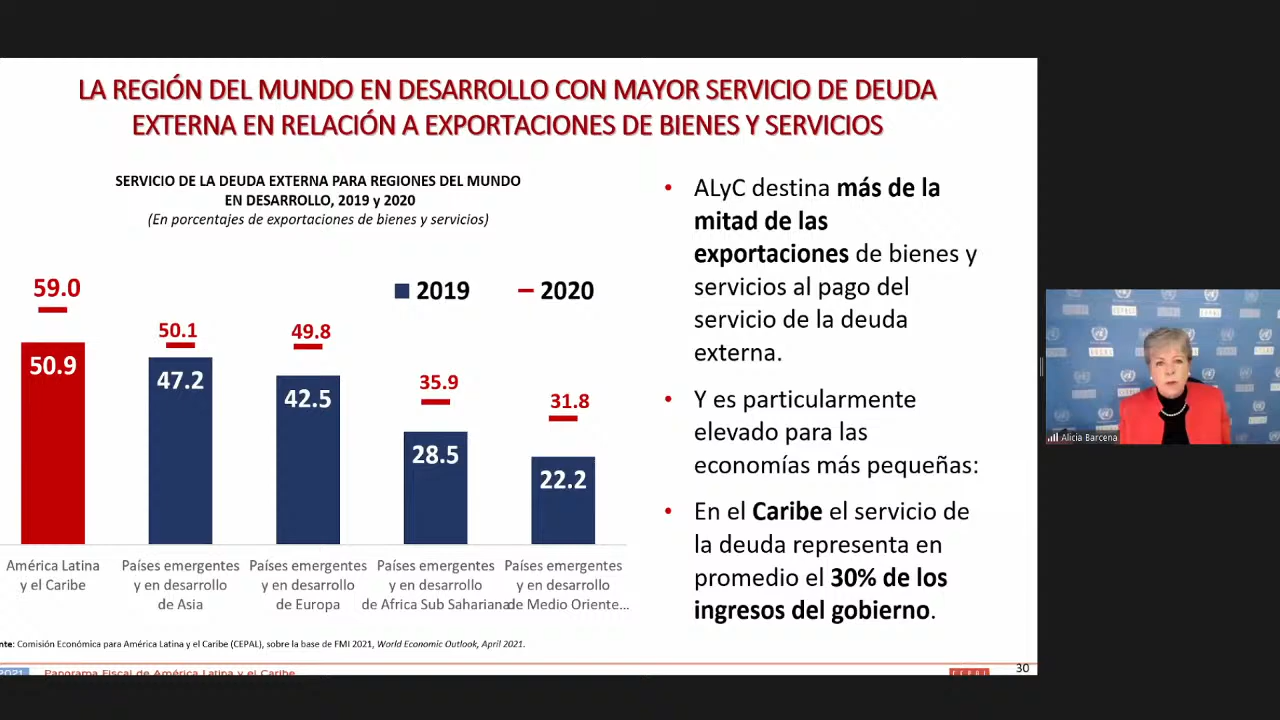 LA REGIÓN DEL MUNDO EN DESARROLLO CON MAYOR SERVICIO DE DEUDA
EXTERNA EN RELACIÓN A EXPORTACIONES DE BIENES Y SERVICIOS
SERVICIO DE LA DEUDA EXTERNA PARA REGIONES DEL MUNDO
EN DESARROLLO, 2019 y 2020
(En porcentajes de exportaciones de bienes y servicios)
2019
2020
59.0
50.9
50.1
47.2
49.8
42.5
35.9
28.5
31.8
22.2
América Latina
y el Caribe
Países emergentes
y en desarrollo
de Asia
Países emergentes
y en desarrollo
de Europa
Países emergentes
y en desarrollo
de Africa Sub Sahariana
Países emergentes
y en desarrollo
de Medio Oriente...
nte: Comisión Económica para América Latina y el Caribe (CEPAL), sobre la base de FMI 2021, World Economic Outlook, April 2021.
• ALyC destina más de la
mitad de las
exportaciones de bienes y
servicios al pago del
servicio de la deuda
externa.
• Y es particularmente
elevado para las
economías más pequeñas:
• En el Caribe el servicio de
la deuda representa en
promedio el 30% de los
ingresos del gobierno.
2021
Panorama Fiscal de América Latina y el Caribe
CEPAL
30
Alicia Barcena